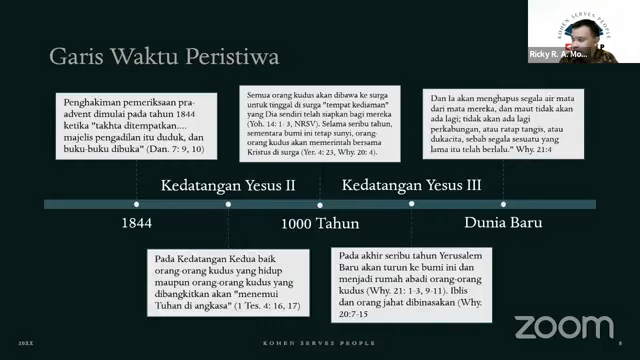 KOHEN SERVES
PEOPLE
Ricky R. A. Mo...
Garis Waktu Peristiwa
Penghakiman pemeriksaan pra-
advent dimulai pada tahun 1844
ketika "takhta ditempatkan....
majelis pengadilan itu duduk, dan
buku-buku dibuka" (Dan. 7: 9, 10)
Semua orang kudus akan dibawa ke surga
untuk tinggal di surga "tempat kediaman"
yang Dia sendiri telah siapkan bagi mereka
(Yoh. 14: 1- 3, NRSV). Selama seribu tahun,
sementara bumi ini tetap sunyi, orang-
orang kudus akan memerintah bersama
Kristus di surga (Yer. 4: 23, Why. 20: 4).
Dan Ia akan menghapus segala air mata
dari mata mereka, dan maut tidak akan
ada lagi; tidak akan ada lagi
perkabungan, atau ratap tangis, atau
dukacita, sebab segala sesuatu yang
lama itu telah berlalu." Why. 21:4
Kedatangan Yesus II
Kedatangan Yesus III
1844
1000 Tahun
Dunia Baru
Pada Kedatangan Kedua baik
orang-orang kudus yang hidup
maupun orang-orang kudus yang
dibangkitkan akan "menemui
Tuhan di angkasa" (1 Tes. 4: 16, 17)
Pada akhir seribu tahun Yerusalem
Baru akan turun ke bumi ini dan
menjadi rumah abadi orang-orang
kudus (Why. 21: 1-3, 9-11). Iblis
dan orang jahat dibinasakan (Why.
20:7-15
20XX
KOHEN SERVES PEOPLE
8
zoom